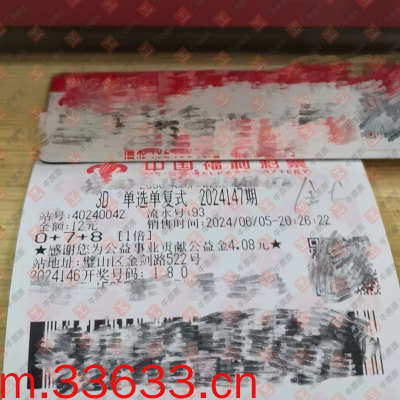 中国福利彩票
3D 单选单复式 2024147期
站号:40240042 流水号:93
金额:12元 销售时间:2024/06/05-20:26:22
0+7+8 [1倍]
★感谢您为公益事业贡献公益金4.08元★
站地址:璧山区金剑路522号
2024146开奖号码:1 8 0
m.33633.cn